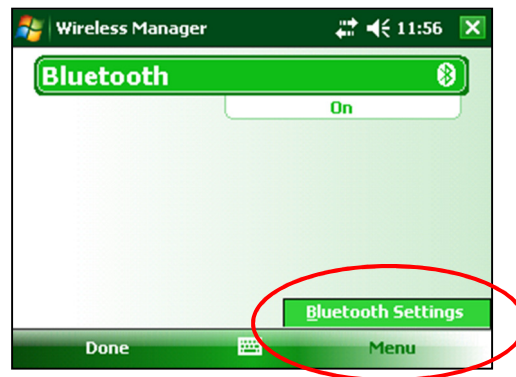 Wireless Manager 11:56
Bluetooth
On
Bluetooth Settings
Done Menu